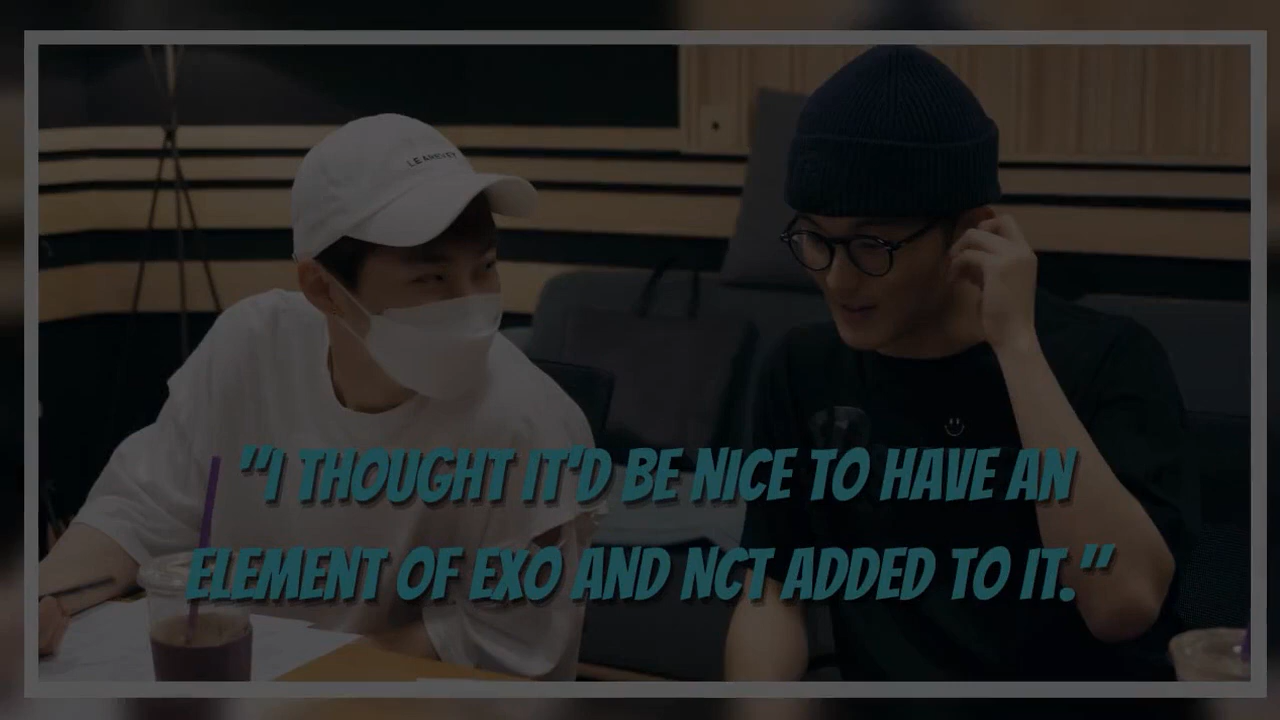 "I THOUGHT IT'D BE NICE TO HAVE AN
ELEMENT OF EXO AND NCT ADDED TO IT."